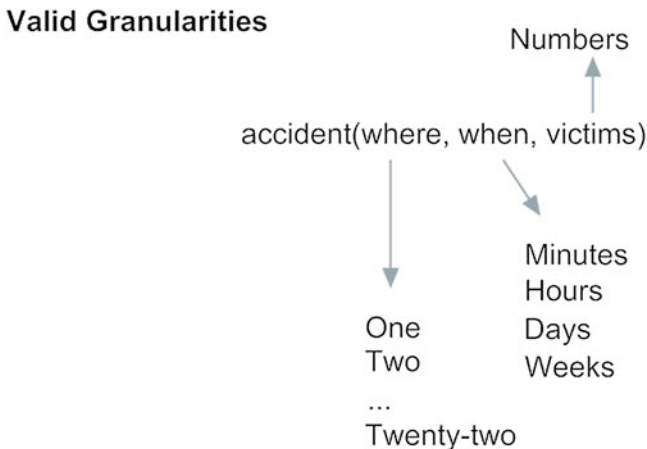 Valid Granularities
Numbers
accident(where, when, victims)
Minutes
Hours
Days
Weeks
One
Two
...
Twenty-two